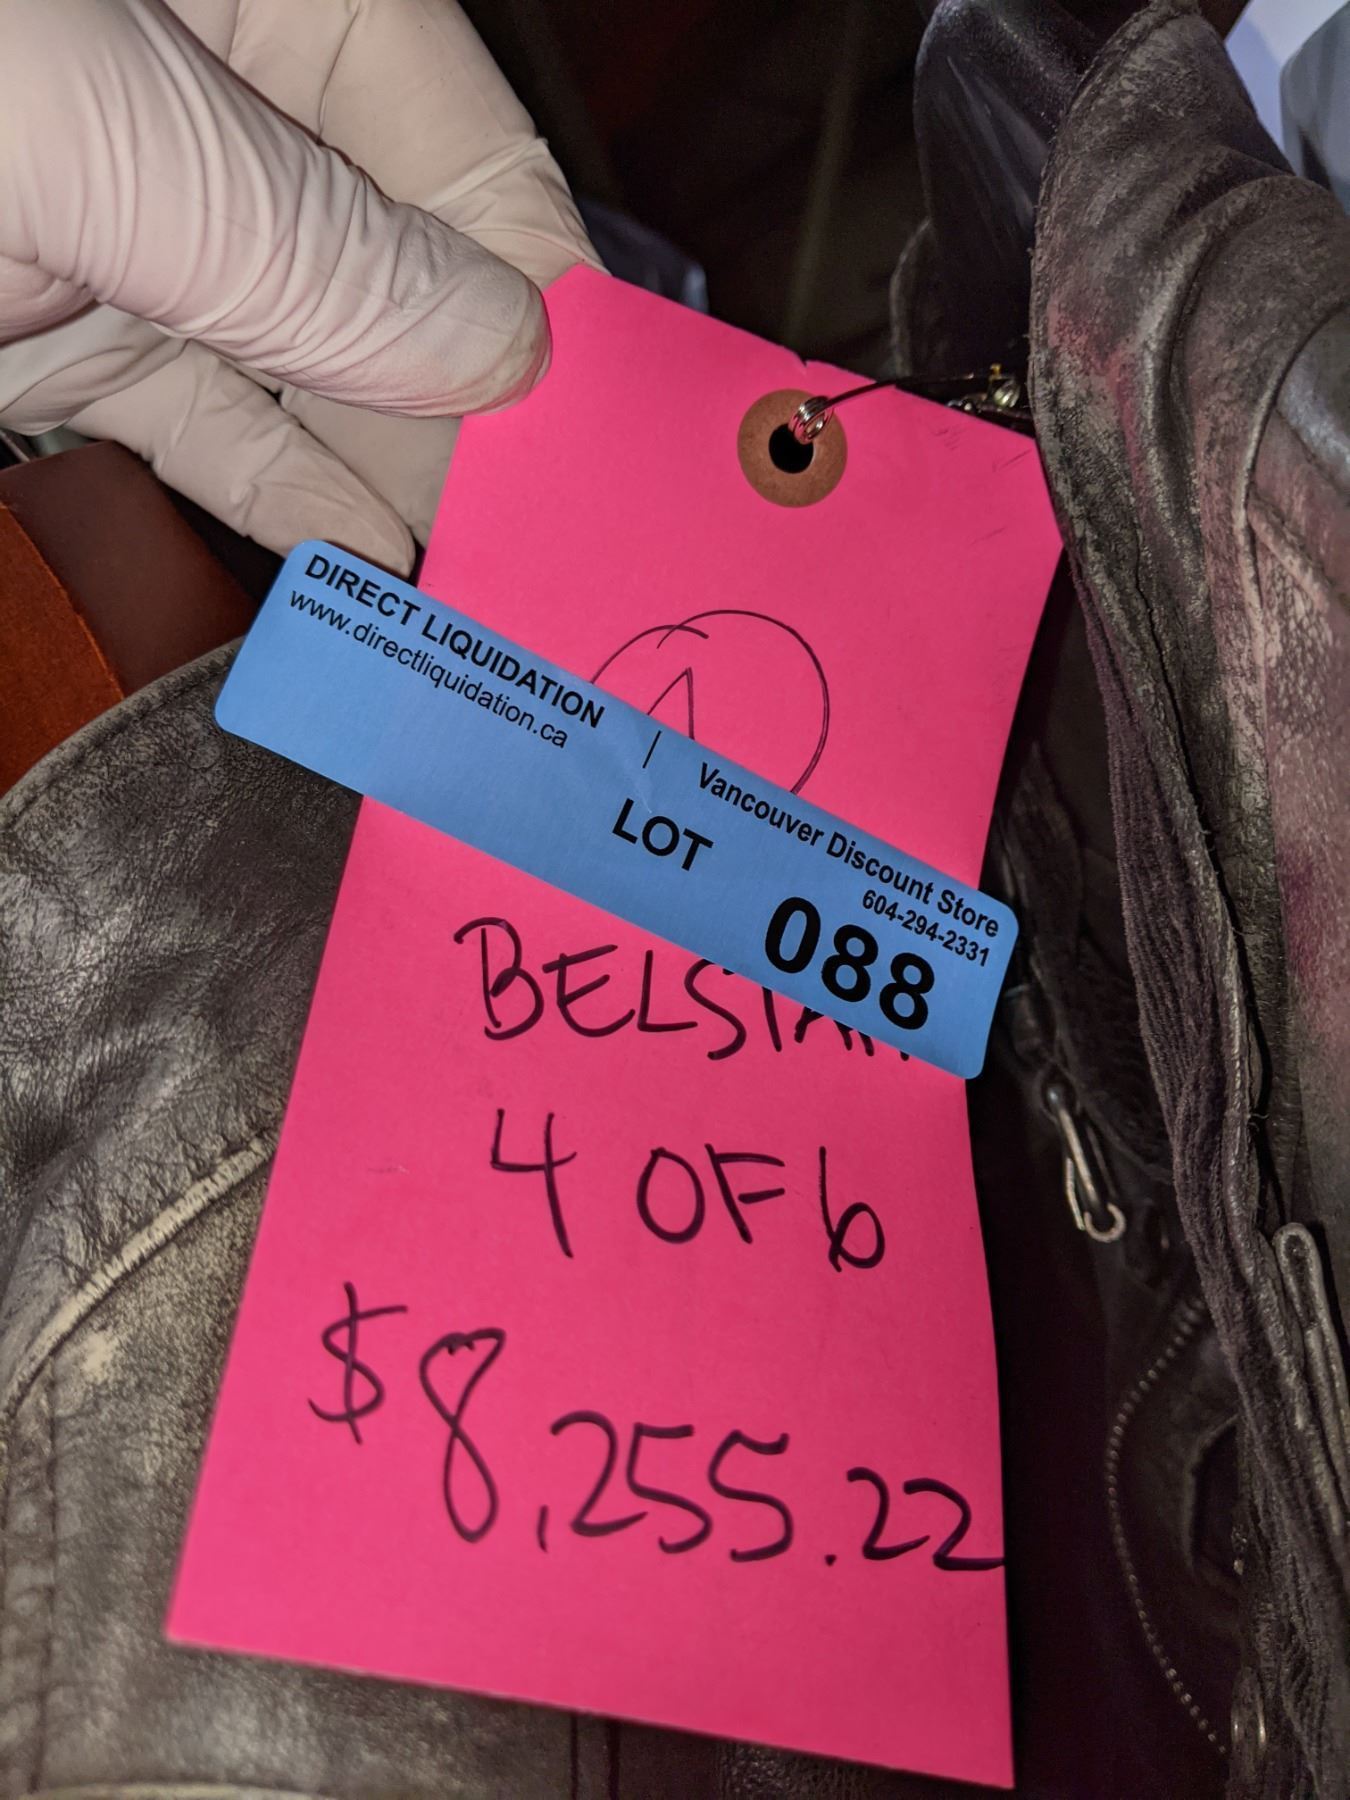 DIRECT LIQUIDATION | Vancouver Discount Store
www.directliquidation.ca
604-294-2331
LOT 088
A
4 OF 6
$8,255.22